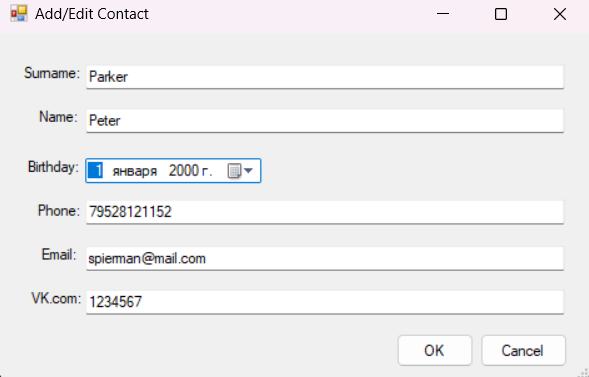 Add/Edit Contact
Surname: Parker
Name: Peter
Birthday: 1 января 2000 г.
Phone: 79528121152
Email: spierman@mail.com
VK.com: 1234567
OK Cancel